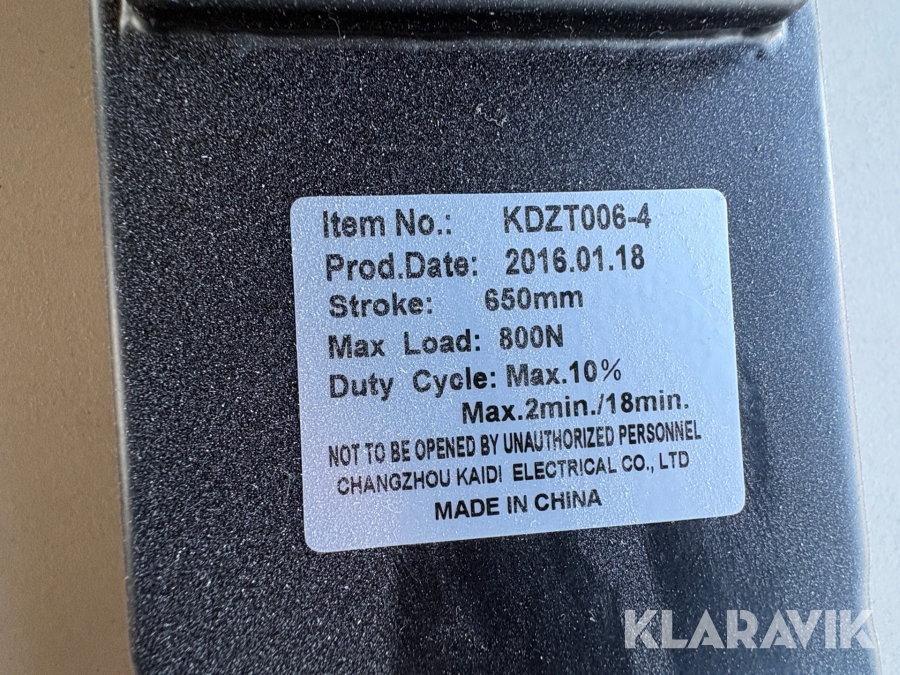 Item No.: KDZT006-4
Prod.Date: 2016.01.18
Stroke: 650mm
Max Load: 800N
Duty Cycle: Max.10%
Max.2min./18min.
NOT TO BE OPENED BY UNAUTHORIZED PERSONNEL
CHANGZHOU KAIDI ELECTRICAL CO., LTD
MADE IN CHINA
KLARAVIK